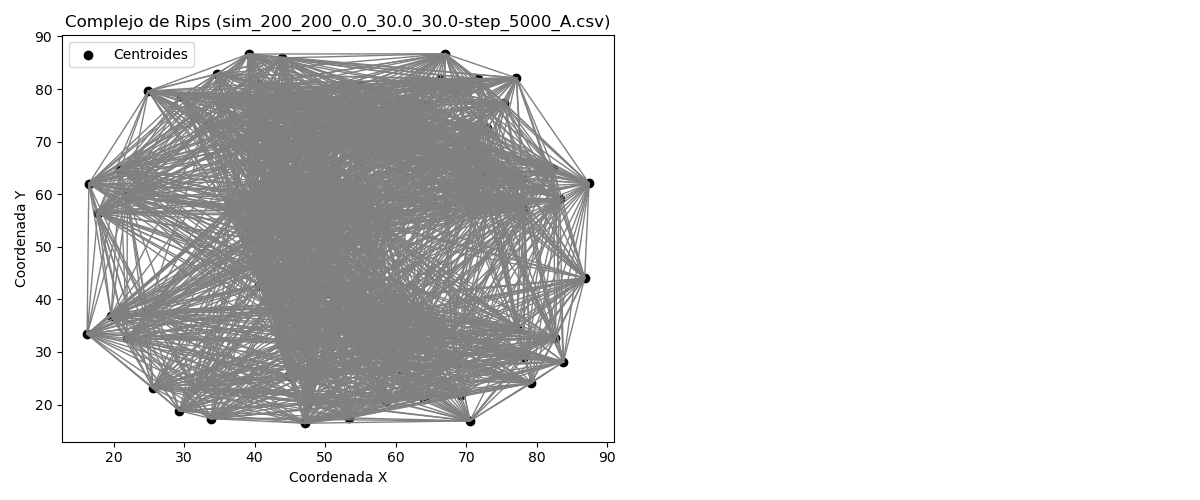 Complejo de Rips (sim_200_200_0.0_30.0_30.0-step_5000_A.csv)
Centroides
90
80
70
60
50
40
30
20
Coordenada Y
20 30 40 50 60 70 80 90
Coordenada X